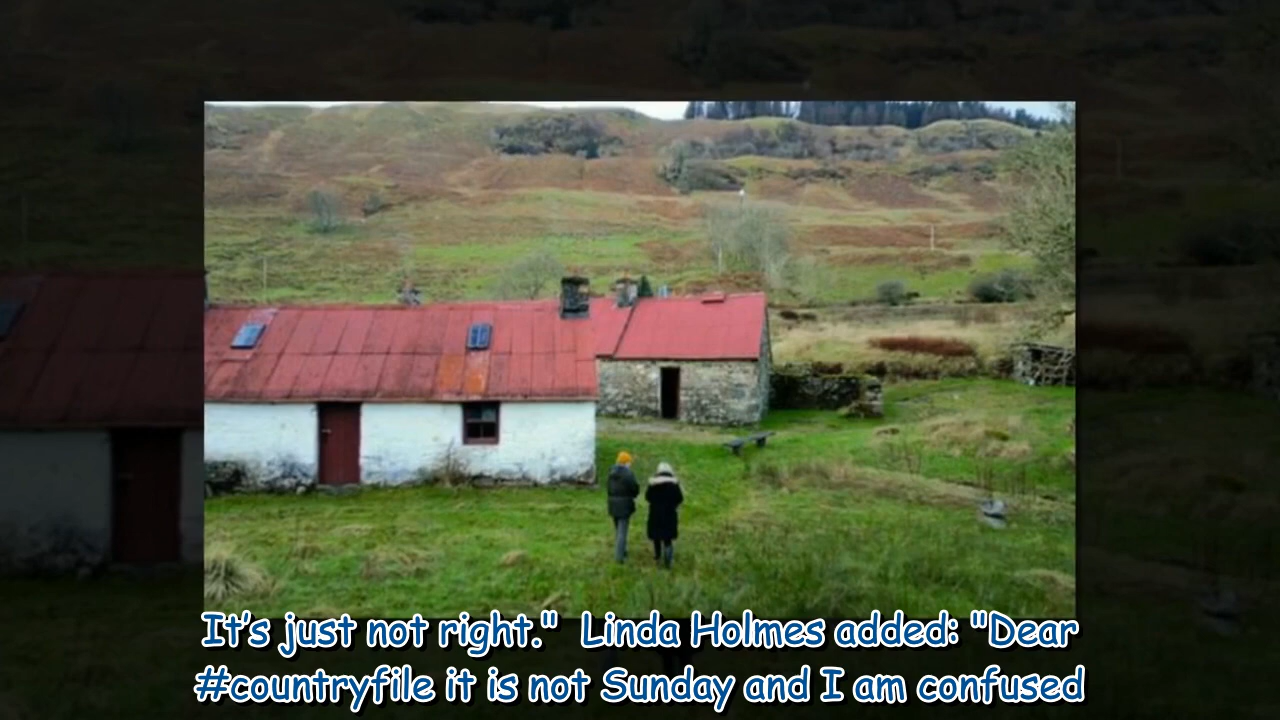 It's just not right."  Linda Holmes added: "Dear
#countryfile it is not Sunday and I am confused